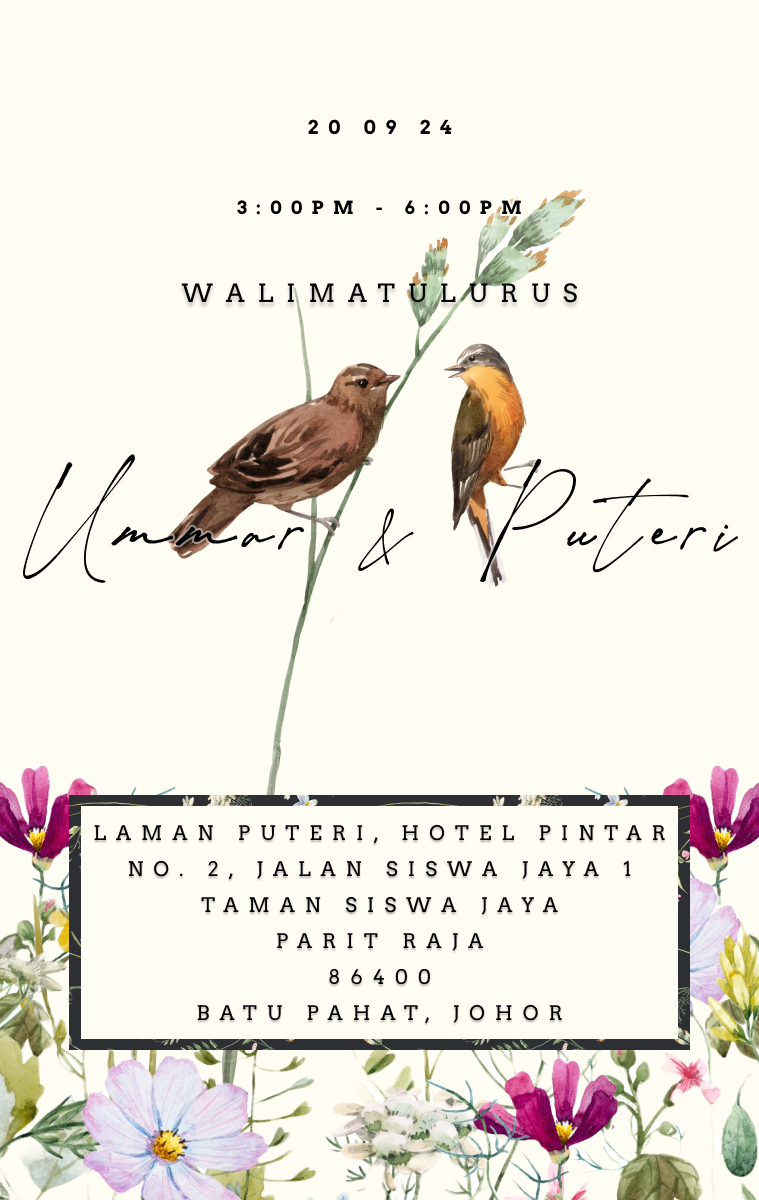 20 09 24
3:00PM - 6:00PM
WALIMATULURUS
Ummar & Puteri
LAMAN PUTERI, HOTEL PINTAR
NO. 2, JALAN SISWA JAYA 1
TAMAN SISWA JAYA
PARIT RAJA
86400
BATU PAHAT, JOHOR